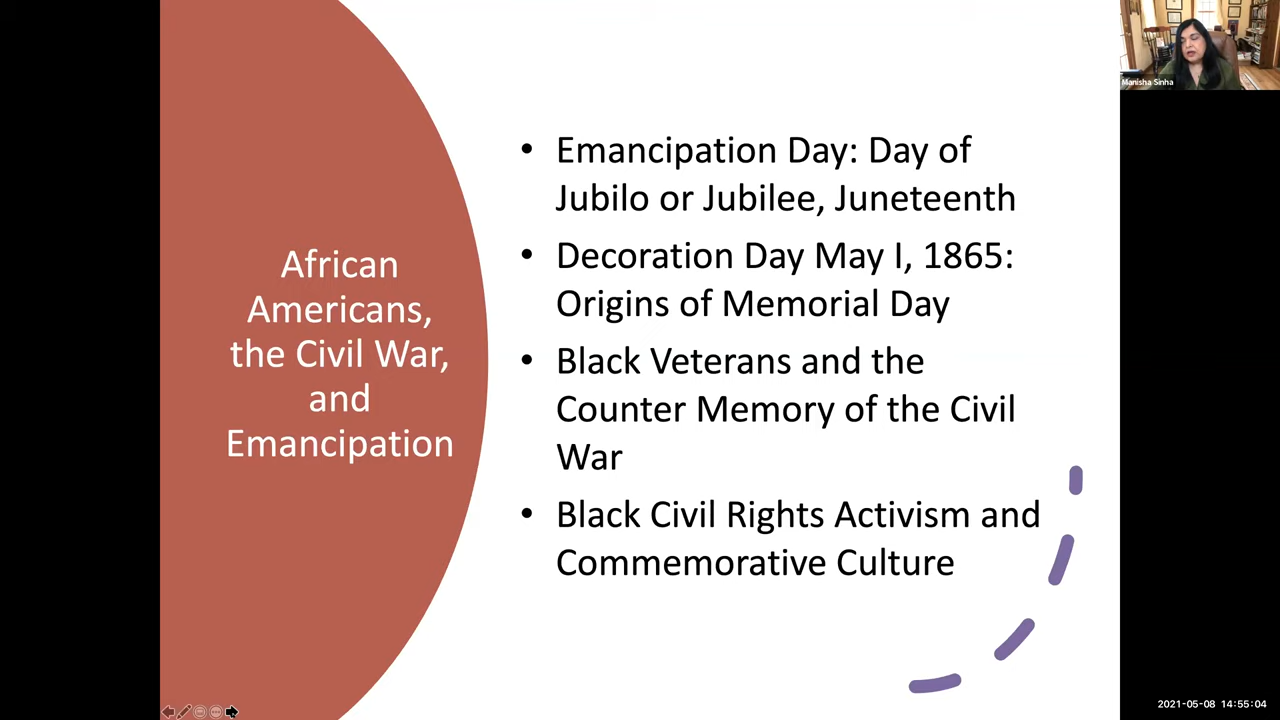 African
Americans,
the Civil War,
and
Emancipation
• Emancipation Day: Day of
Jubilo or Jubilee, Juneteenth
• Decoration Day May I, 1865:
Origins of Memorial Day
• Black Veterans and the
Counter Memory of the Civil
War
• Black Civil Rights Activism and
Commemorative Culture
Manisha Sinha
2021-05-08 14:55:04